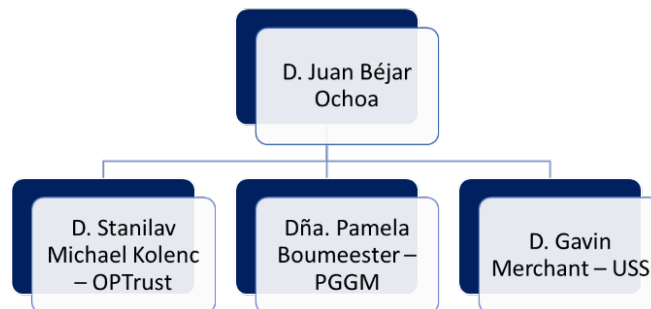 D. Juan Béjar
Ochoa
D. Stanilav
Michael Kolenc
– OPTrust
Dña. Pamela
Boumeester –
PGGM
D. Gavin
Merchant – USS